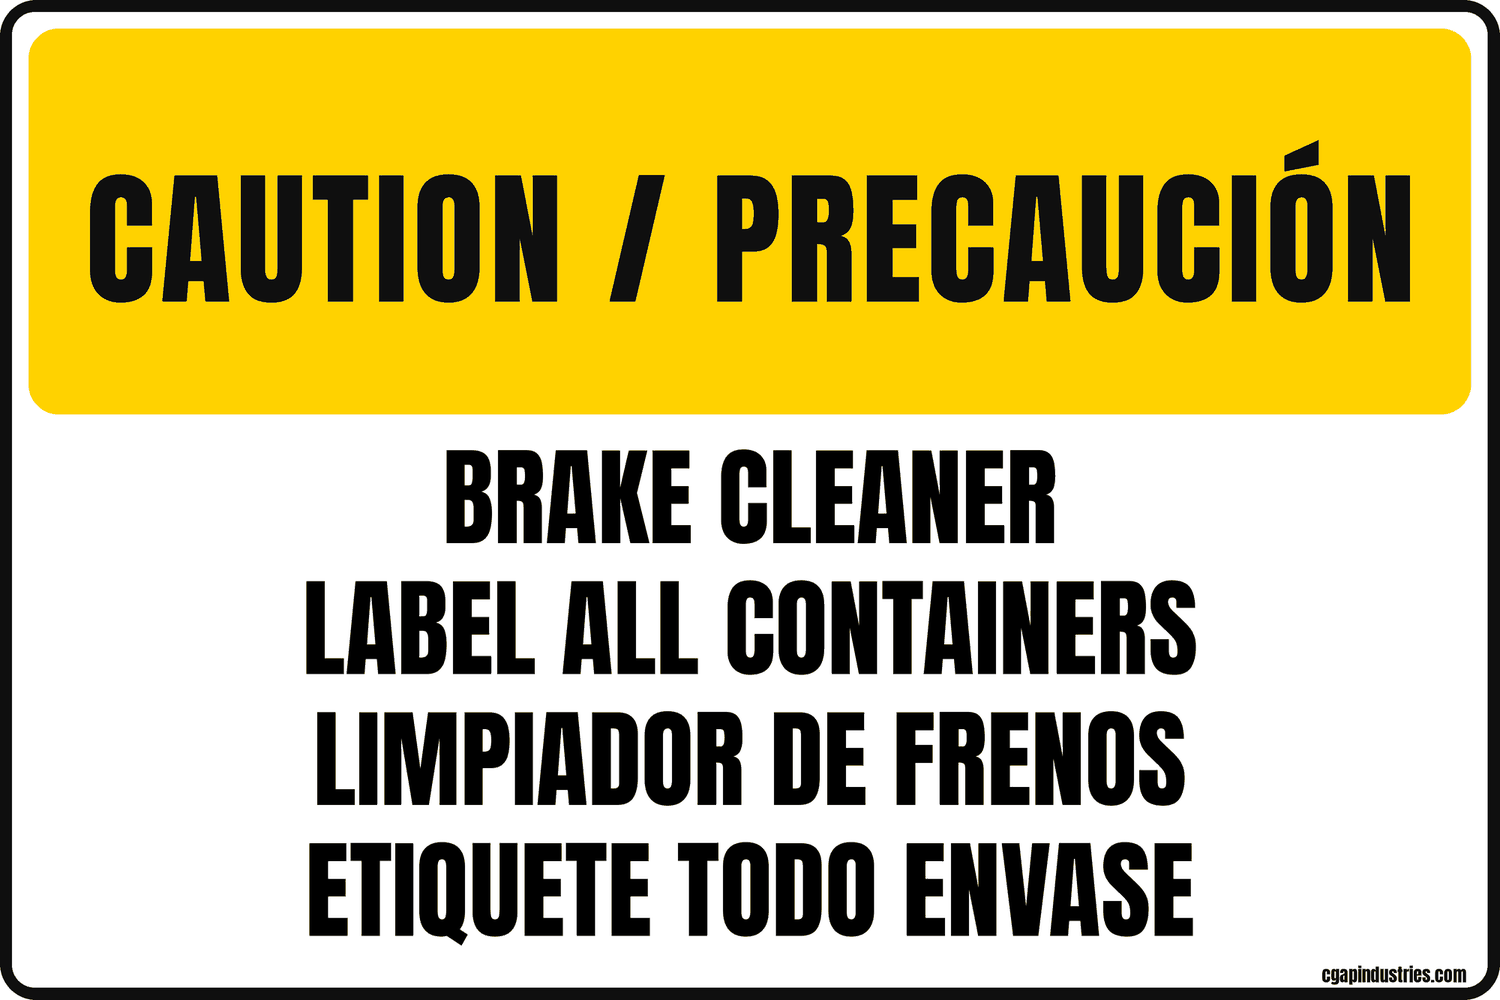 CAUTION / PRECAUCIÓN
BRAKE CLEANER
LABEL ALL CONTAINERS
LIMPIADOR DE FRENOS
ETIQUETE TODO ENVASE
cgapindustries.com